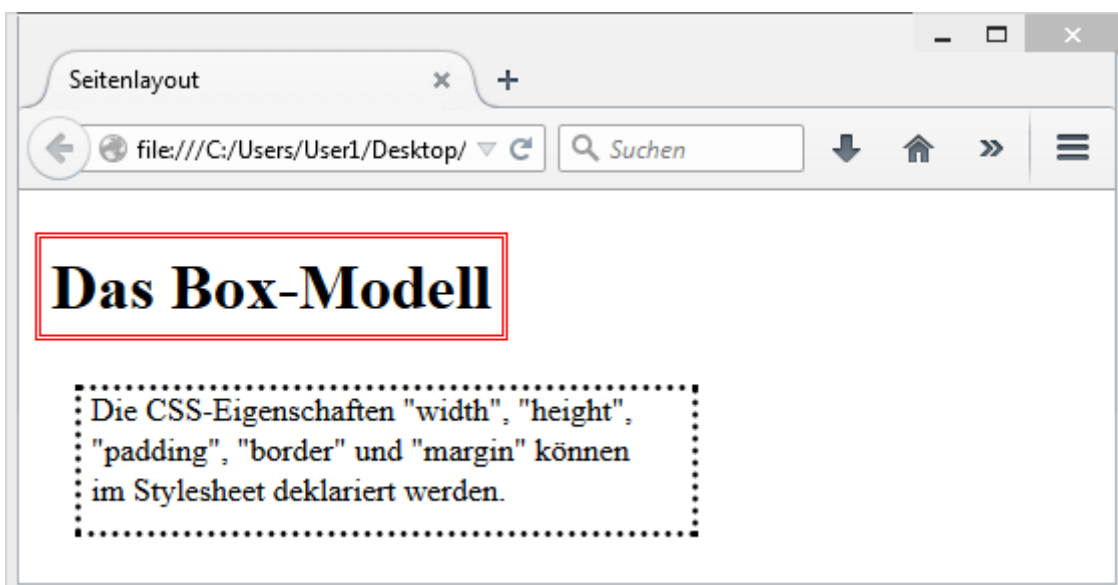 Seitenlayout
file:///C:/Users/User1/Desktop/
Suchen
Das Box-Modell
Die CSS-Eigenschaften "width", "height",
"padding", "border" und "margin" können
im Stylesheet deklariert werden.